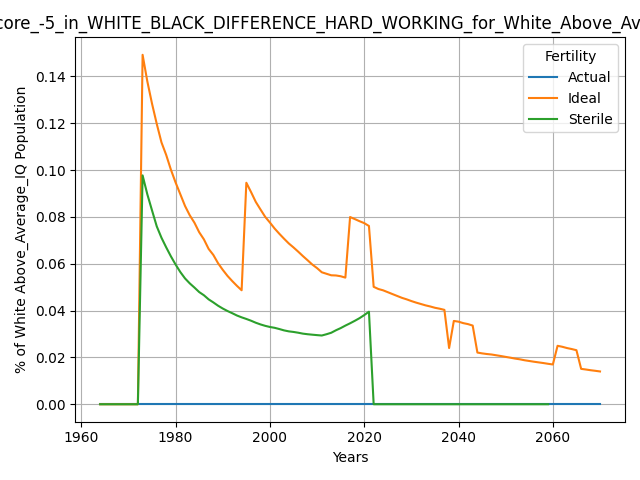 core_-5_in_WHITE_BLACK_DIFFERENCE_HARD_WORKING_for_White_Above_Av
Fertility
Actual
Ideal
Sterile
% of White Above_Average_IQ Population
0.14
0.12
0.10
0.08
0.06
0.04
0.02
0.00
1960 1980 2000 2020 2040 2060
Years